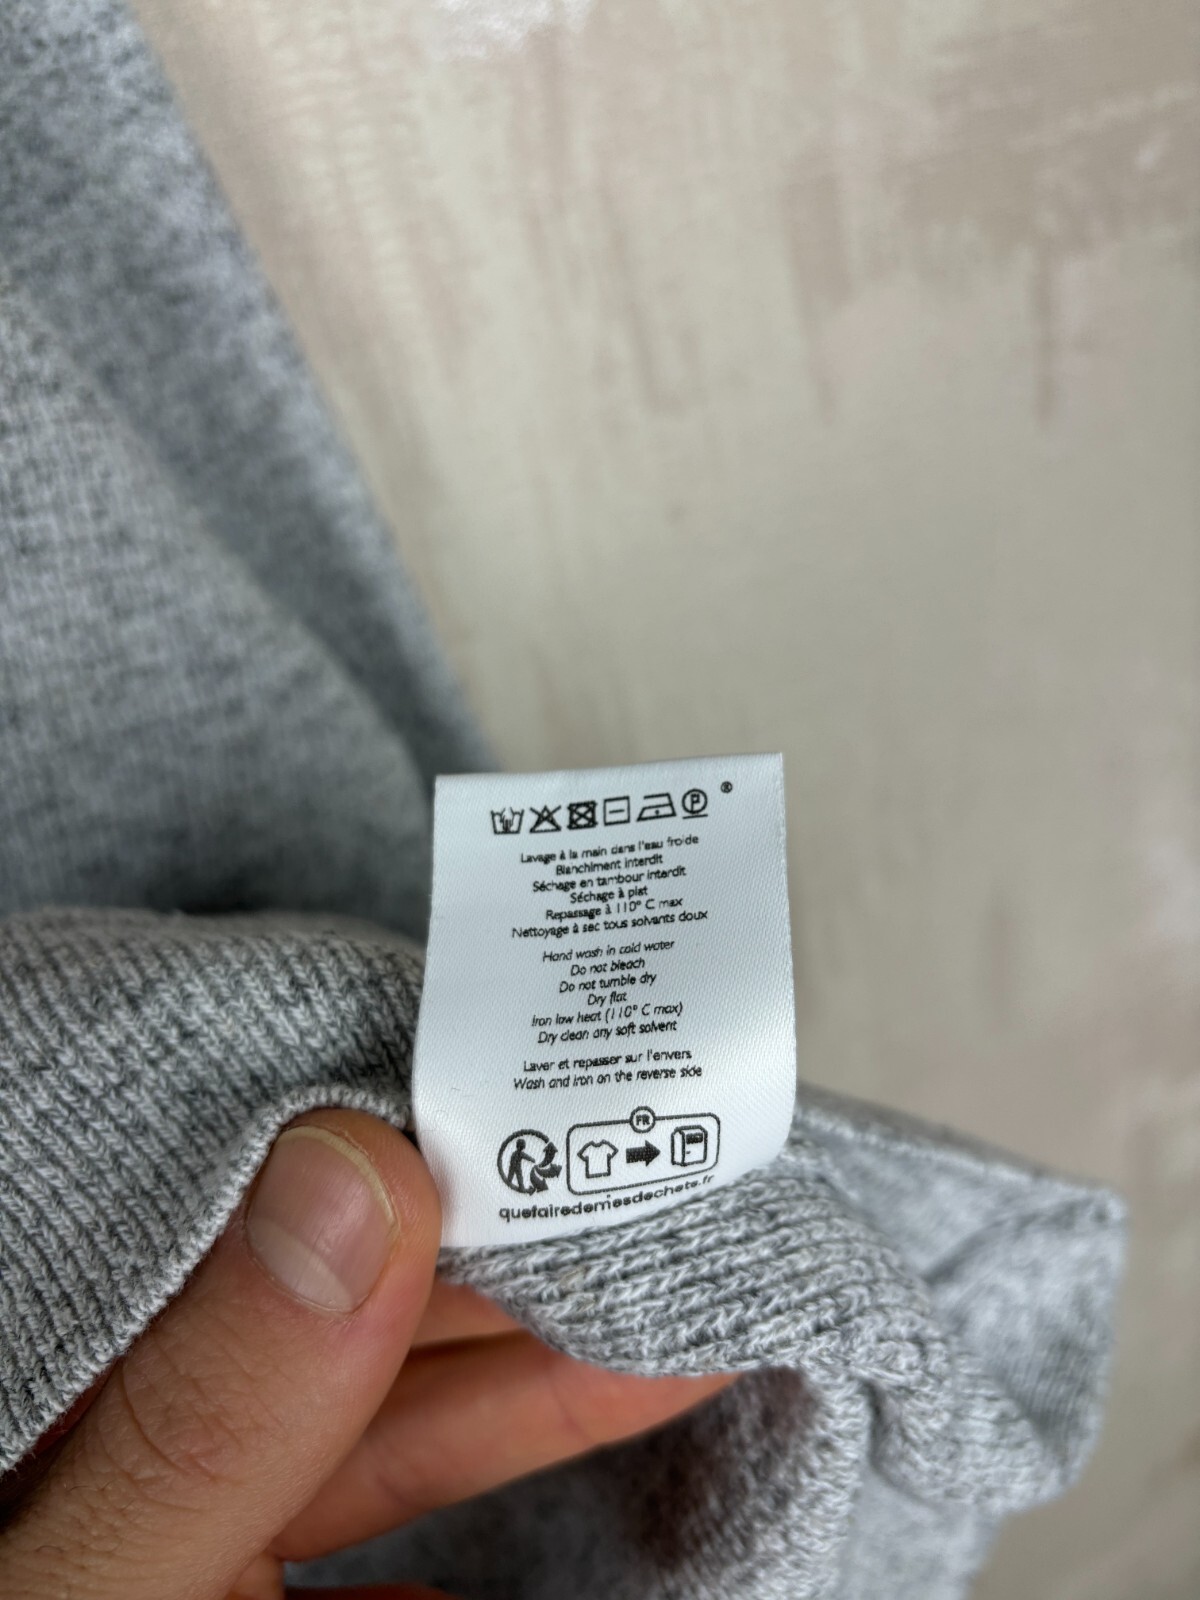 ®
P
Lavage à la main dans l'eau froide
Blanchiment interdit
Séchage en tambour interdit
Séchage à plat
Repassage à 110° C max
Nettoyage à sec tous solvants doux
Hand wash in cold water
Do not bleach
Do not tumble dry
Dry flat
Iron low heat (110° C max)
Dry clean any soft solvent
Laver et repasser sur l'envers
Wash and iron on the reverse side
FR
quefairedemesdechets.fr